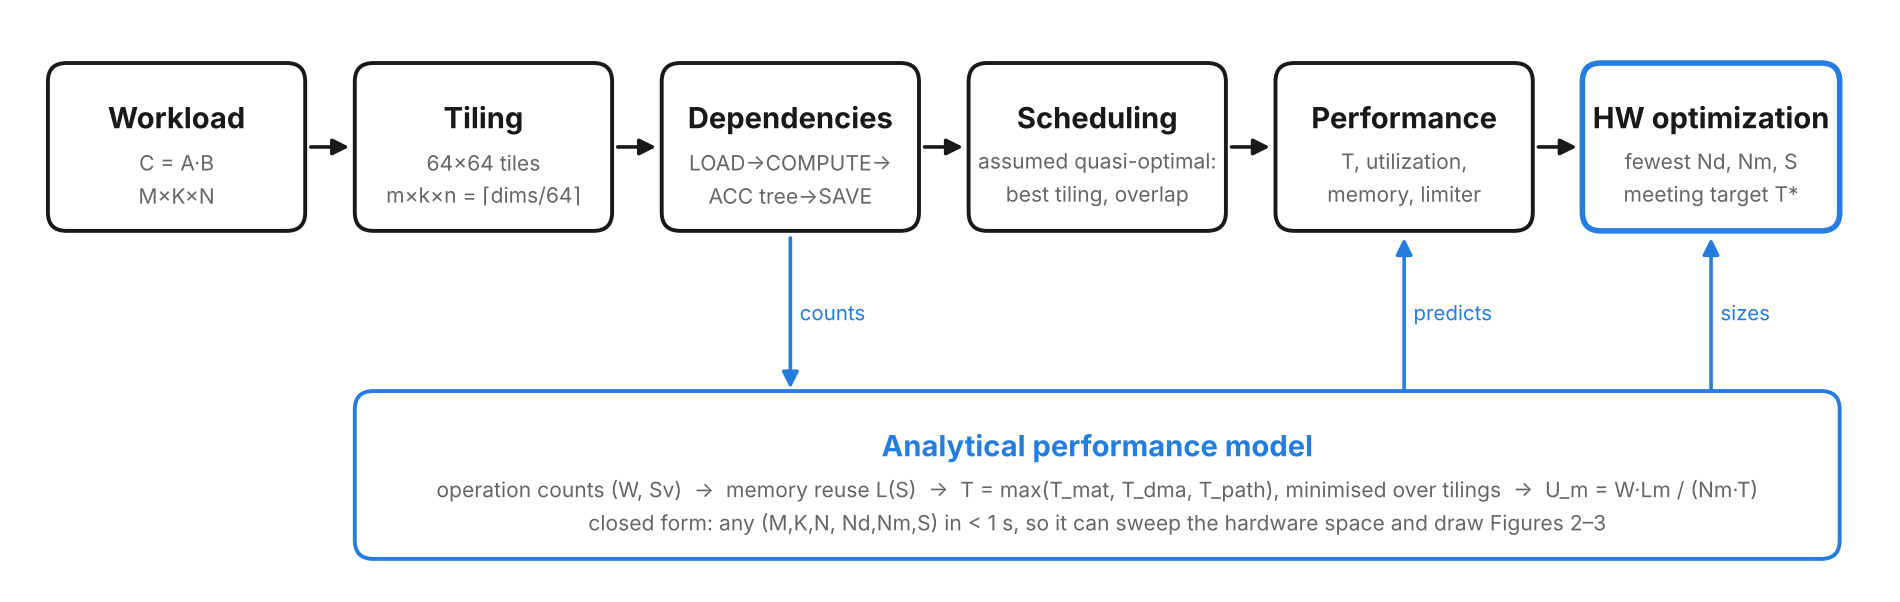 Workload
C = A·B
M×K×N
Tiling
64×64 tiles
m×k×n = ⌈dims/64⌉
Dependencies
LOAD→COMPUTE→
ACC tree→SAVE
Scheduling
assumed quasi-optimal:
best tiling, overlap
Performance
T, utilization,
memory, limiter
HW optimization
fewest Nd, Nm, S
meeting target T*
counts
predicts
sizes
Analytical performance model
operation counts (W, Sv) → memory reuse L(S) → T = max(T_mat, T_dma, T_path), minimised over tilings → U_m = W·Lm / (Nm·T)
closed form: any (M,K,N, Nd,Nm,S) in < 1 s, so it can sweep the hardware space and draw Figures 2–3